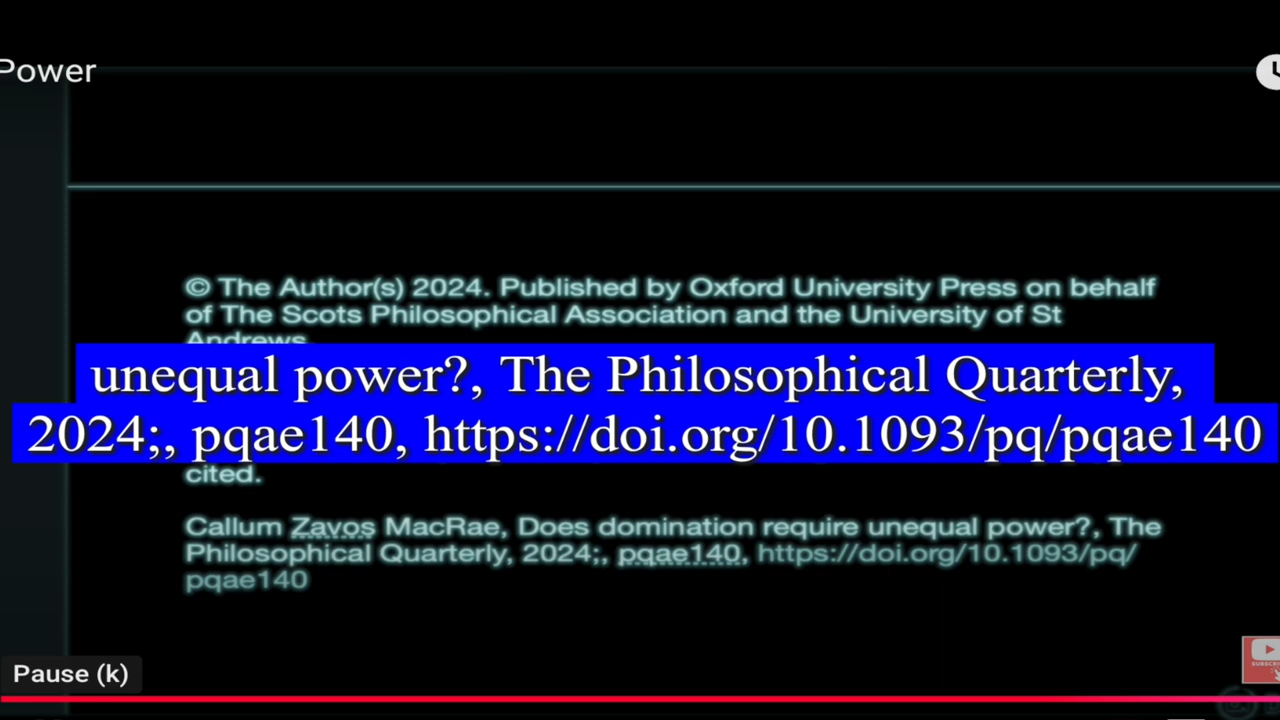 Power
© The Author(s) 2024. Published by Oxford University Press on behalf
of The Scots Philosophical Association and the University of St
Andrews.
unequal power?, The Philosophical Quarterly,
2024;, pqae140, https://doi.org/10.1093/pq/pqae140
cited.
Callum Zavos MacRae, Does domination require unequal power?, The
Philosophical Quarterly, 2024;, pqae140, https://doi.org/10.1093/pq/
pqae140
Pause (k)